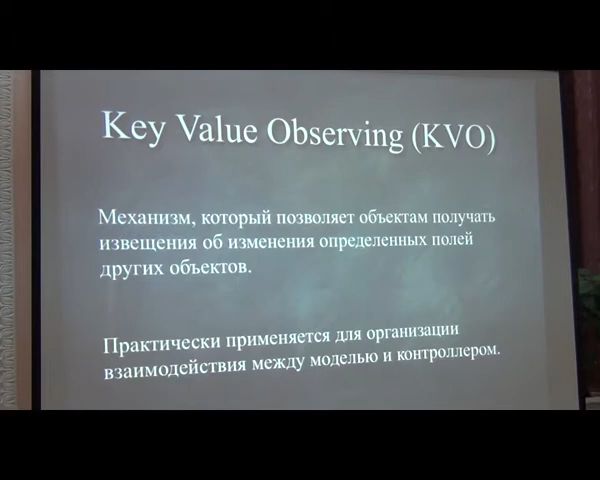 Key Value Observing (KVO)
Механизм, который позволяет объектам получать
извещения об изменения определенных полей
других объектов.
Практически применяется для организации
взаимодействия между моделью и контроллером.